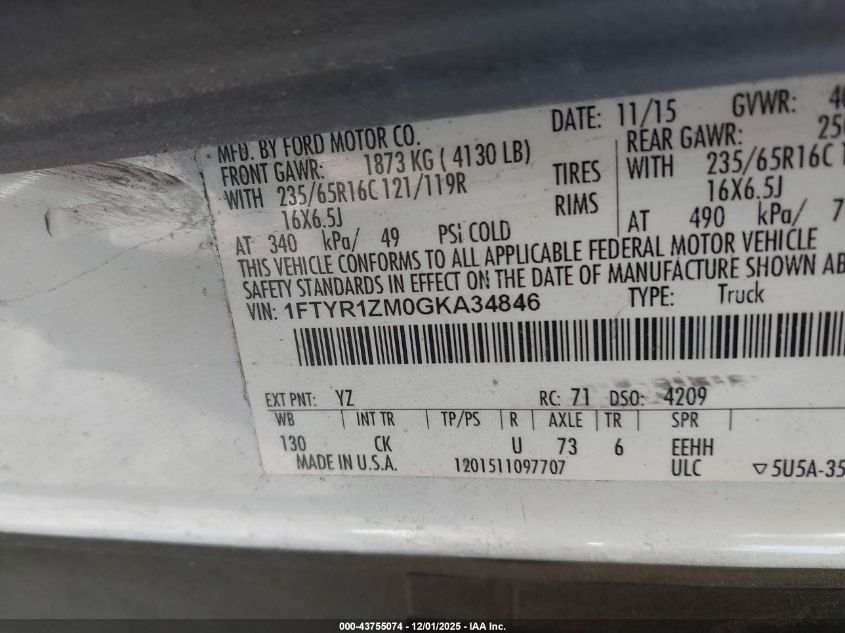 MFD. BY FORD MOTOR CO. DATE: 11/15 GVWR:
FRONT GAWR: 1873 KG ( 4130 LB) REAR GAWR:
WITH 235/65R16C 121/119R TIRES WITH 235/65R16C
16X6.5J RIMS 16X6.5J
AT 340 kPa/ 49 PSi COLD AT 490 kPa/ 7
THIS VEHICLE CONFORMS TO ALL APPLICABLE FEDERAL MOTOR VEHICLE
SAFETY STANDARDS IN EFFECT ON THE DATE OF MANUFACTURE SHOWN AB
VIN: 1FTYR1ZM0GKA34846 TYPE: Truck
EXT PNT: YZ RC: 71 DSO: 4209
WB | INT TR | TP/PS | R | AXLE | TR | SPR |
130 CK U 73 6 EEHH
MADE IN U.S.A. 1201511097707 ULC ▽5U5A-35
000-43755074 | 12/01/2025 - IAA Inc.